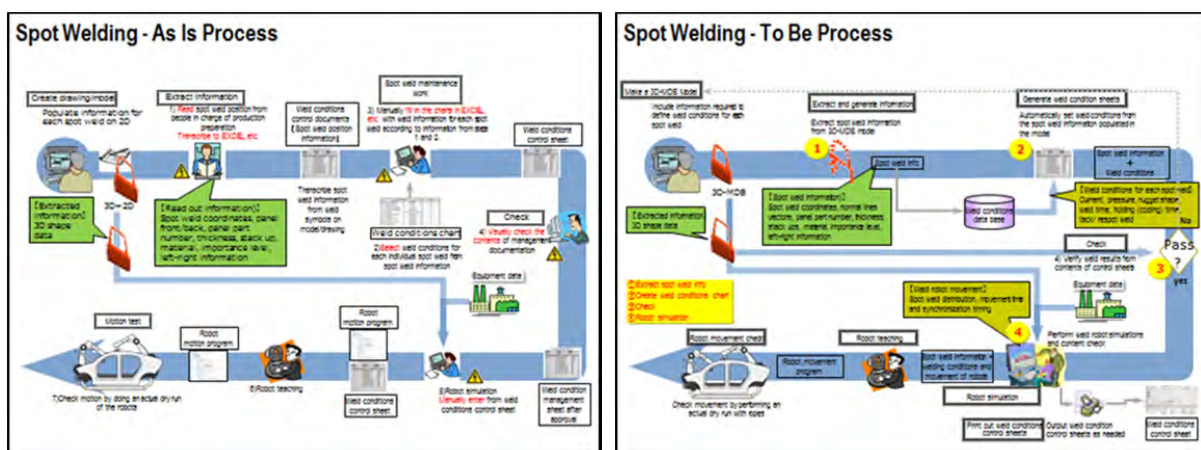 Spot Welding - As Is Process
Create drawing/model
Populate information for
each spot weld on 2D
Extract information
1) Read spot weld position from
people in charge of production
preparation
Transcribe to EXCEL, etc
Weld conditions
control documents
(Spot weld position
information)
Spot weld maintenance
work
3) Manually fill in the charts in EXCEL,
etc with weld information for each spot
weld according to information from steps
1 and 2.
Weld conditions
control sheet
3D+2D
[Extracted
information]
3D shape
data
[Read out information]
Spot weld coordinates, panel
front/back, panel part
number, thickness, stack up,
material, importance level,
left-right information
Transcribe spot
weld information
from weld
symbols on
model/drawing
Weld conditions chart
2)Select weld conditions for
each individual spot weld from
spot weld information
Check
4) Visually check the
contents of management
documentation
Equipment data
Motion test
Robot
motion program
Robot
motion program
Weld conditions
control sheet
6)Robot teaching
5)Robot simulation
Manually enter from weld
conditions control sheet
Weld condition
management
sheet after
approval
7)Check motion by doing an actual dry run
of the robots
Spot Welding - To Be Process
Make a 3D-MDB Model
Include information required to
define weld conditions for each
spot weld.
Extract and generate information
Extract spot weld information
from 3D-MDB model
1
Spot weld info
Generate weld condition sheets
Automatically set weld conditions from
the spot weld information populated in
the model
2
Spot weld information
+
Weld conditions
3D-MDB
[Extracted information]
3D shape data
[Spot weld information]
Spot weld coordinates, normal lines
vectors, panel part number, thickness,
stack ups, material, importance level,
left-right information
Weld conditions
data base
[Weld conditions for each spot weld]
Current, pressure, nugget shape,
weld time, holding (cooling) time,
tack/ respot weld
No
Pass
?
3
yes
Check
4) Verify weld results from
contents of control sheets
①Extract spot weld info
②Create weld conditions chart
③Check
④Robot simulation
[Weld robot movement]
Spot weld distribution, movement time
and synchronization timing
4
Equipment data
Perform weld robot simulations
and content check
Robot movement check
Robot movement
program
Robot teaching
Spot weld information +
welding conditions and
movement of robots
Check movement by performing an
actual dry run with
Robot simulation
Print out weld conditions
control sheets
Output weld condition
control sheets as needed
Weld conditions
control sheet